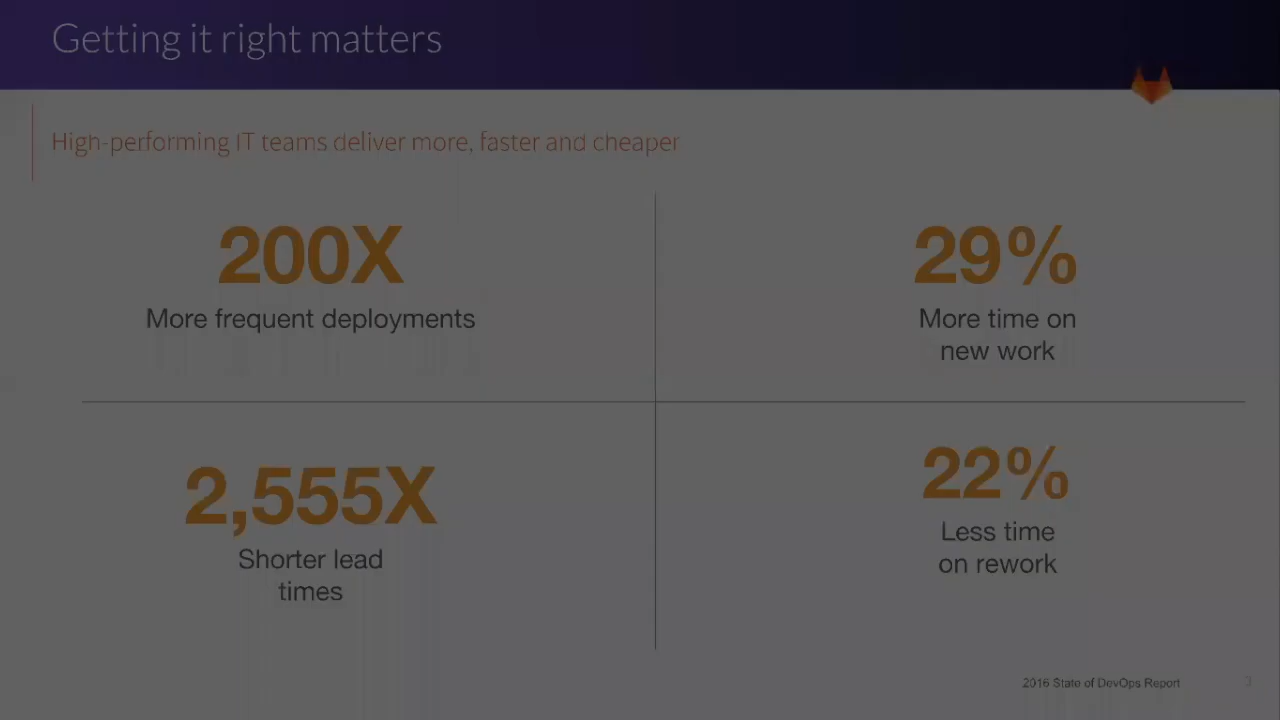 Getting it right matters
High-performing IT teams deliver more, faster and cheaper
200X
More frequent deployments
29%
More time on
new work
2,555X
Shorter lead
times
22%
Less time
on rework
2016 State of DevOps Report
3